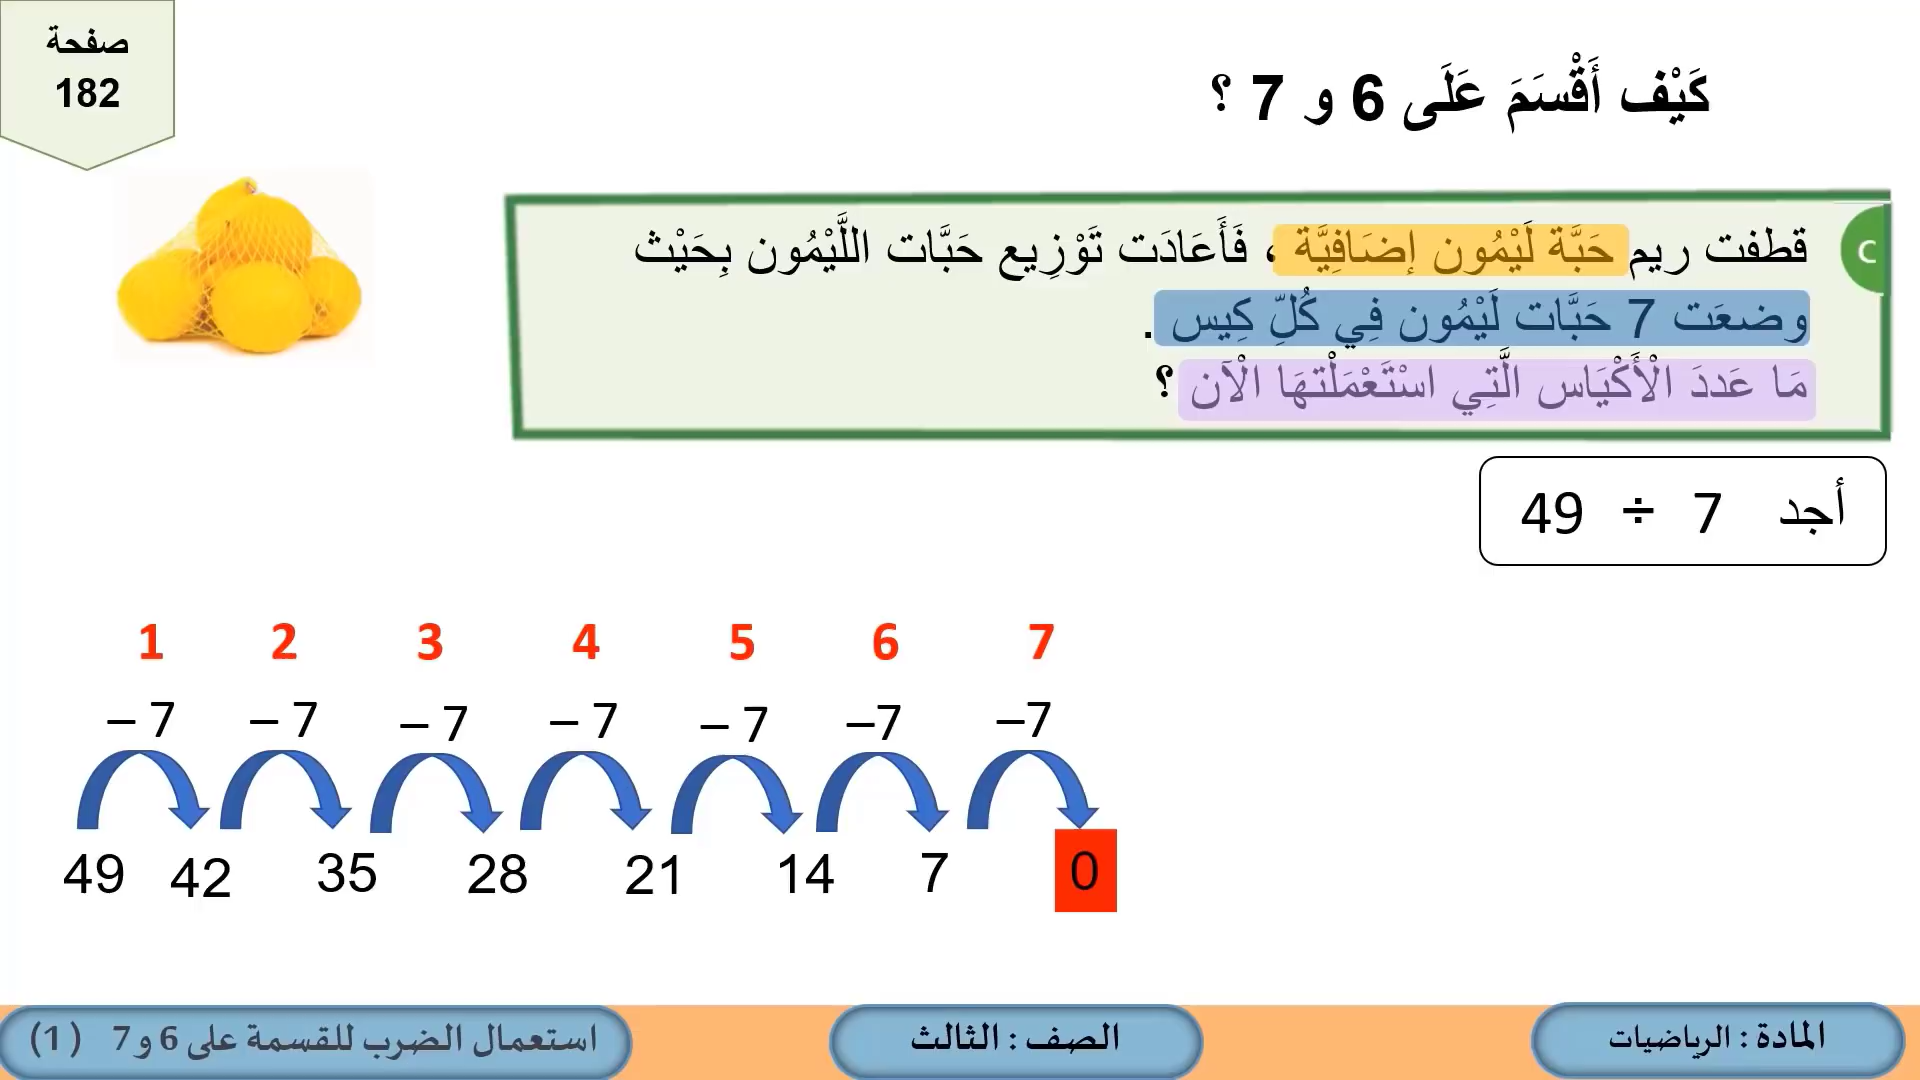 صفحة
182
كَيْف أَقْسَمَ عَلَى 6 و 7 ؟
قطفت ريم حَبَّة لَيْمُون إضَافِيَّة ، فَأَعَادَت تَوْزِيع حَبَّات اللَّيْمُون بِحَيْث
وضعَت 7 حَبَّات لَيْمُون فِي كُلِّ كِيس .
مَا عَددَ الْأَكْيَاس الَّتِي اسْتَعْمَلْتهَا الْآن ؟
أجد 49 ÷ 7
1 2 3 4 5 6 7
– 7 – 7 – 7 – 7 – 7 –7 –7
49 42 35 28 21 14 7 0
المادة : الرياضيات
الصف : الثالث
استعمال الضرب للقسمة على 6 و 7 (1)